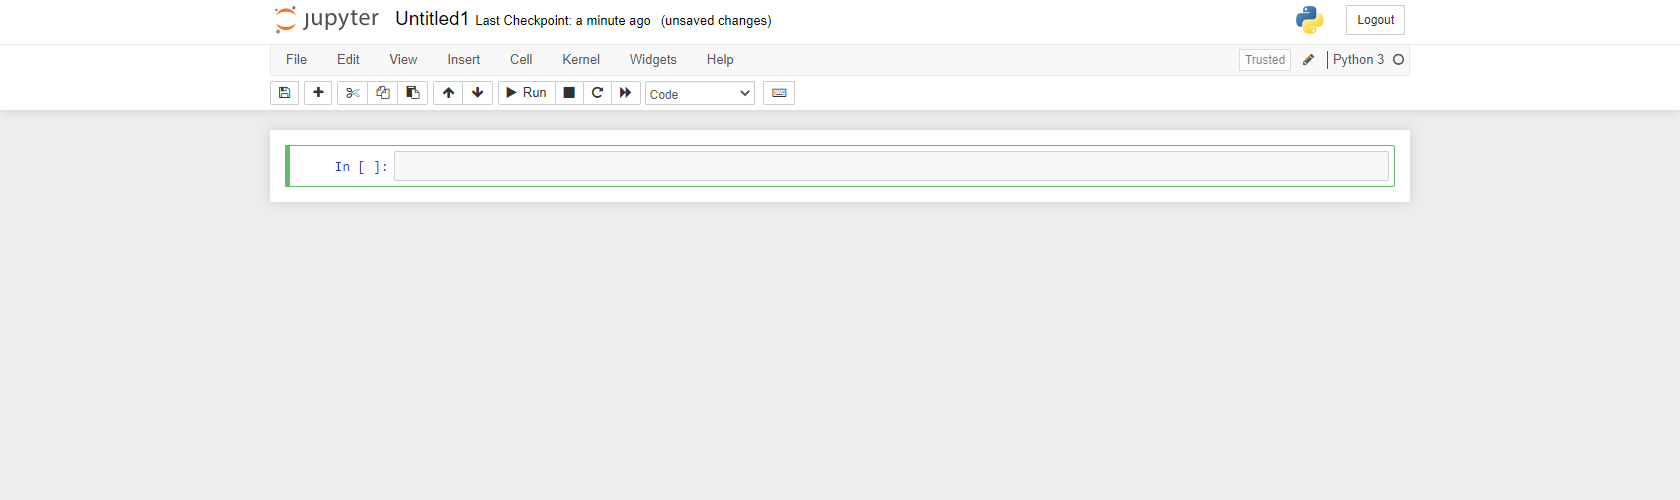 jupyter Untitled1 Last Checkpoint: a minute ago (unsaved changes) Logout
File Edit View Insert Cell Kernel Widgets Help Trusted Python 3
Run Code
In [ ]: